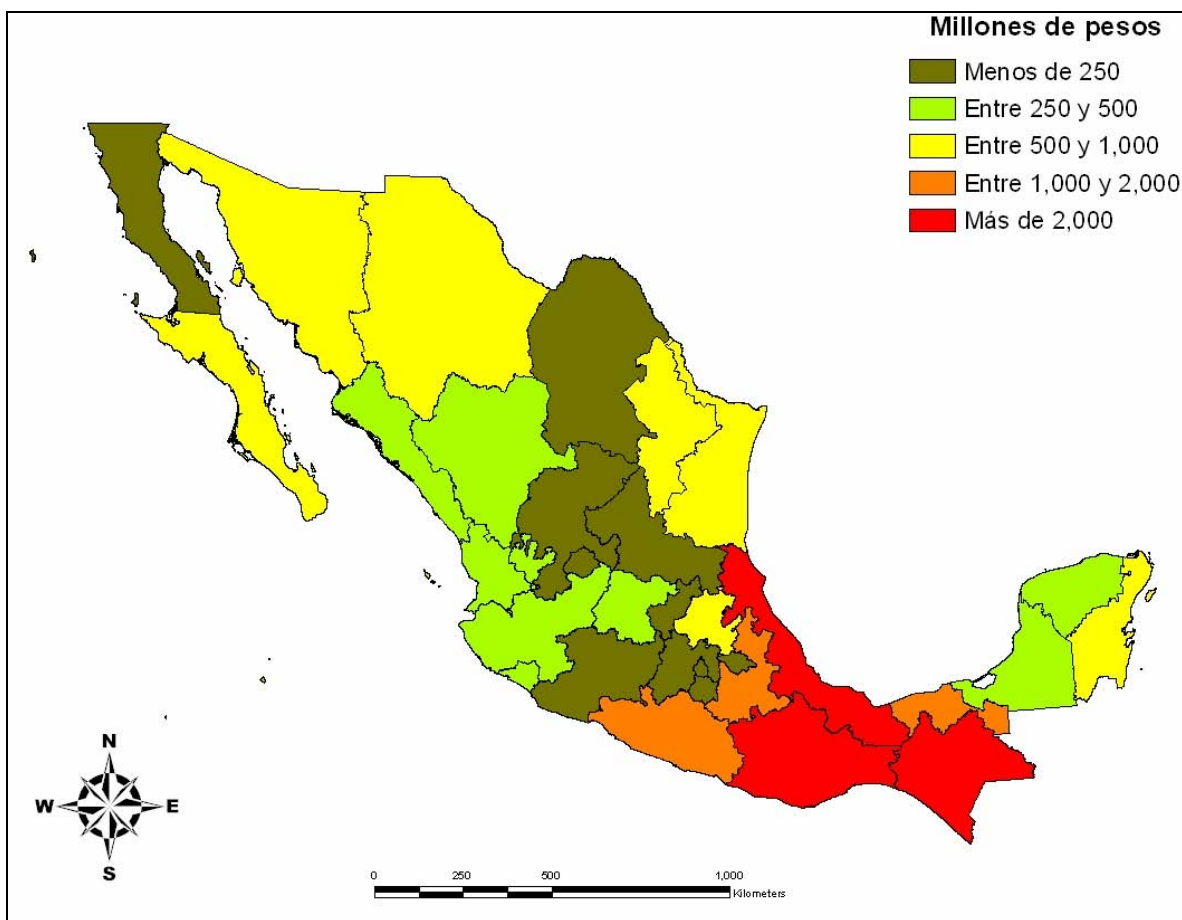 Millones de pesos
Menos de 250
Entre 250 y 500
Entre 500 y 1,000
Entre 1,000 y 2,000
Más de 2,000
N
W E
S
0 250 500 1,000
Kilometers